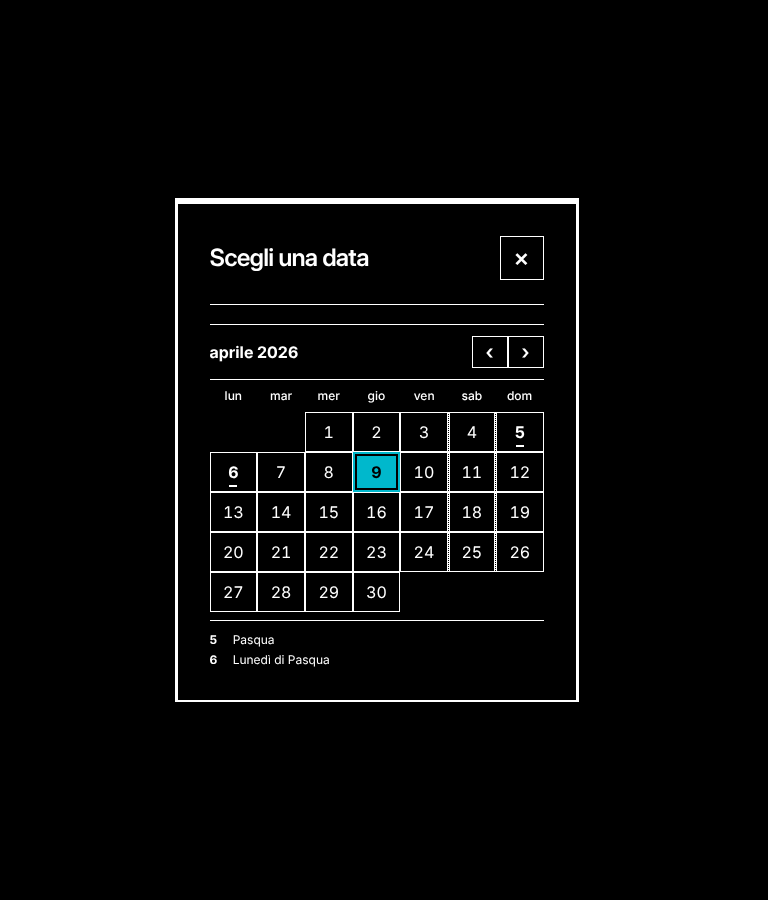 Scegli una data ×
aprile 2026 ‹ ›
lun mar mer gio ven sab dom
1 2 3 4 5
6 7 8 9 10 11 12
13 14 15 16 17 18 19
20 21 22 23 24 25 26
27 28 29 30
5 Pasqua
6 Lunedì di Pasqua